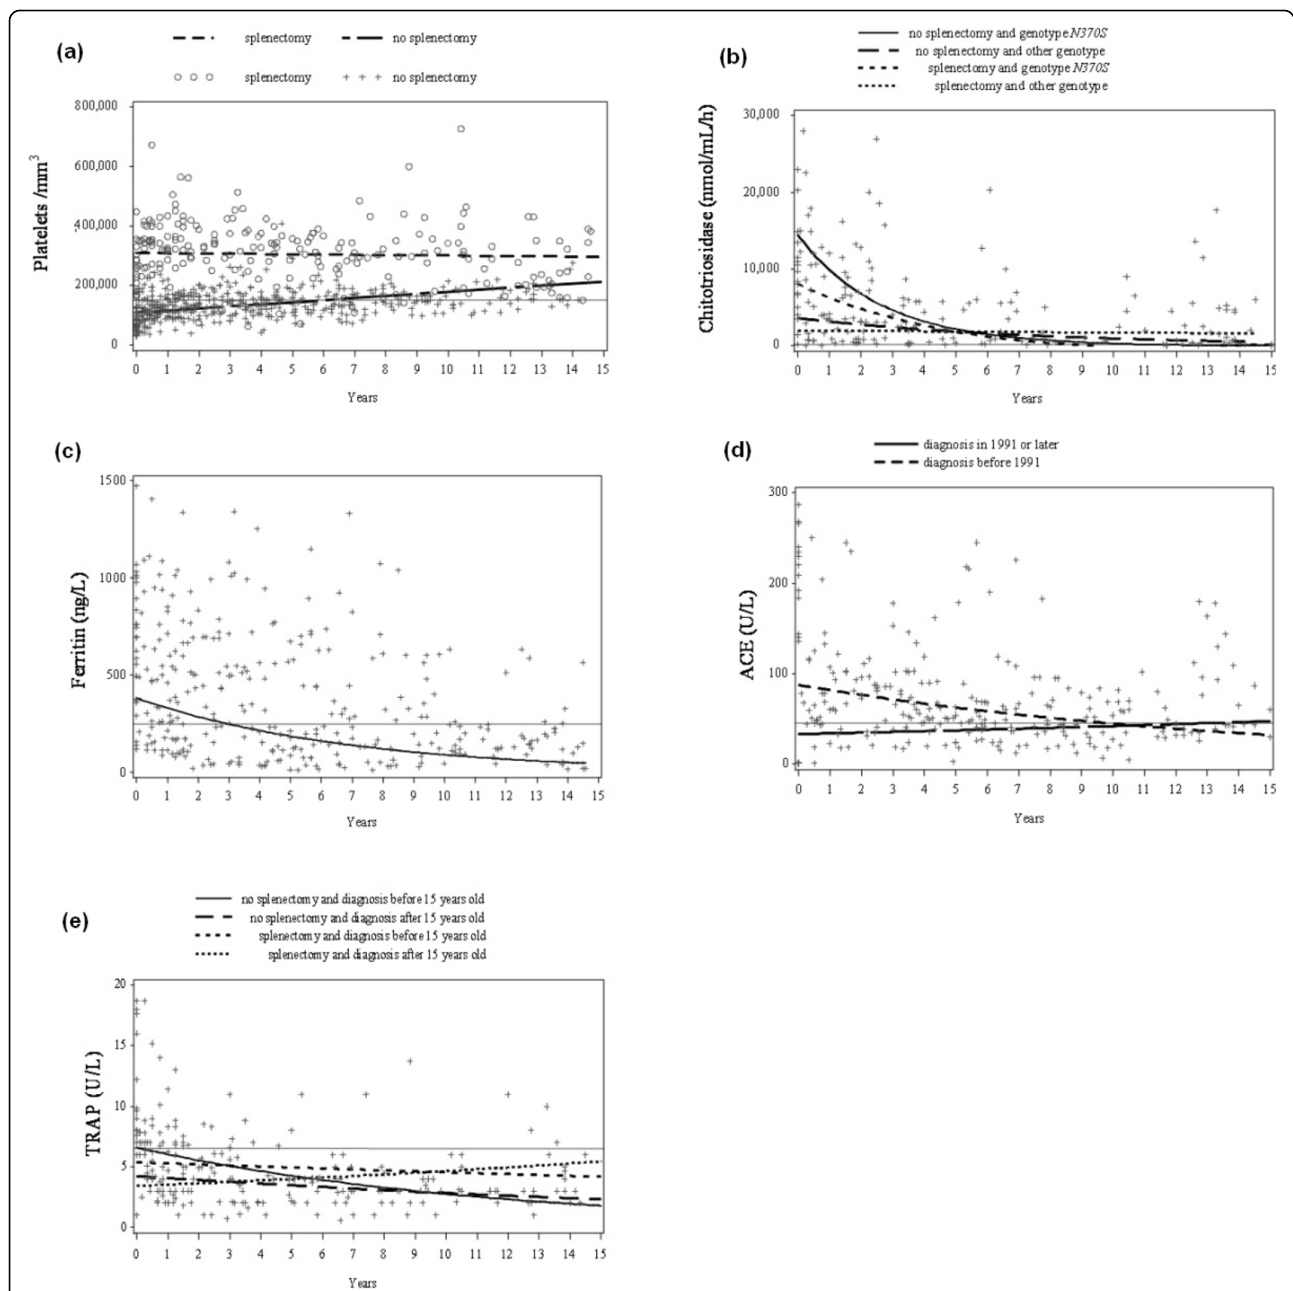 (a)
splenectomy no splenectomy
splenectomy no splenectomy
Platelets /mm³
800,000
600,000
400,000
200,000
0
0 1 2 3 4 5 6 7 8 9 10 11 12 13 14 15
Years
(b)
no splenectomy and genotype N370S
no splenectomy and other genotype
splenectomy and genotype N370S
splenectomy and other genotype
Chitotriosidase (nmol/mL/h)
30,000
20,000
10,000
0
0 1 2 3 4 5 6 7 8 9 10 11 12 13 14 15
Years
(c)
Ferritin (ng/L)
1500
1000
500
0
0 1 2 3 4 5 6 7 8 9 10 11 12 13 14 15
Years
(d)
diagnosis in 1991 or later
diagnosis before 1991
ACE (U/L)
300
200
100
0
0 1 2 3 4 5 6 7 8 9 10 11 12 13 14 15
Years
(e)
no splenectomy and diagnosis before 15 years old
no splenectomy and diagnosis after 15 years old
splenectomy and diagnosis before 15 years old
splenectomy and diagnosis after 15 years old
TRAP (U/L)
20
15
10
5
0
0 1 2 3 4 5 6 7 8 9 10 11 12 13 14 15
Years